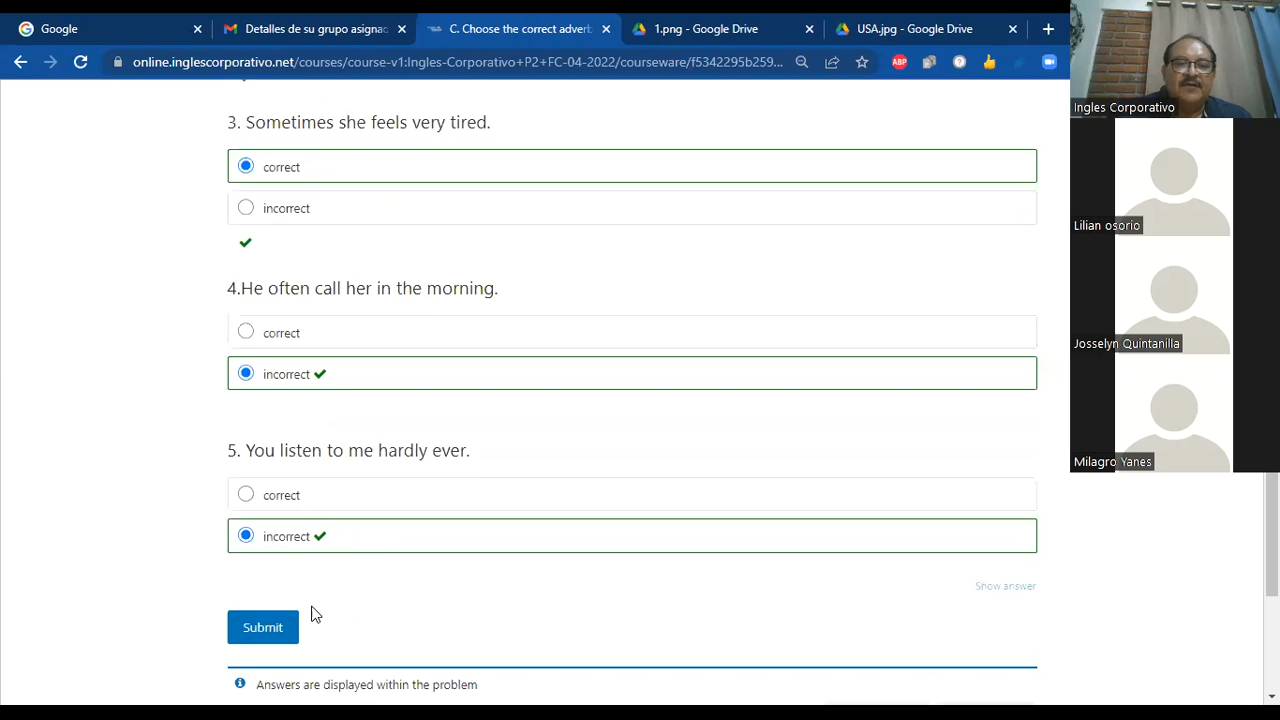 Google
Detalles de su grupo asignac
C. Choose the correct advert
1.png - Google Drive
USA.jpg - Google Drive
online.inglescorporativo.net/courses/course-v1:Ingles-Corporativo+P2+FC-04-2022/courseware/f5342295b259...
ABP
Ingles Corporativo
3. Sometimes she feels very tired.
correct
incorrect
Lilian osorio
4.He often call her in the morning.
correct
Josselyn Quintanilla
incorrect
5. You listen to me hardly ever.
Milagro Yanes
correct
incorrect
Show answer
Submit
Answers are displayed within the problem